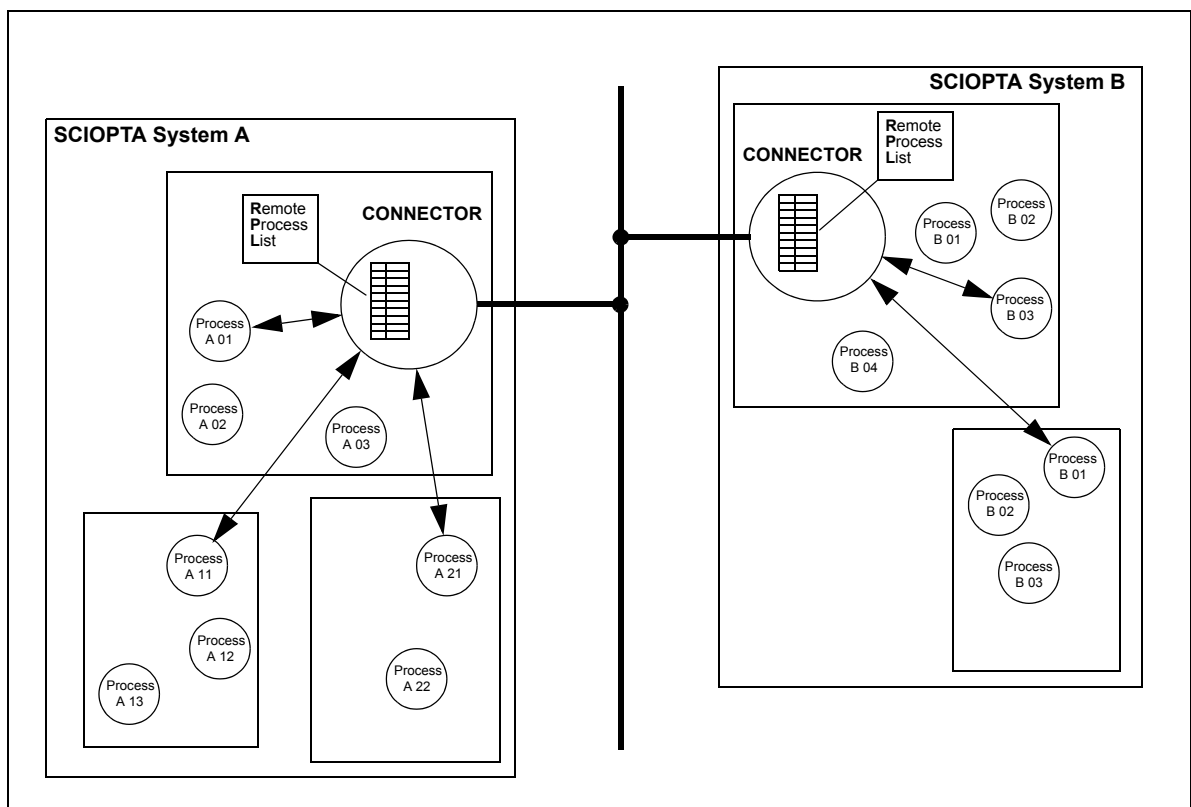 SCIOPTA System A
Remote
Process
List
CONNECTOR
Process
A 01
Process
A 02
Process
A 03
Process
A 11
Process
A 12
Process
A 13
Process
A 21
Process
A 22
SCIOPTA System B
CONNECTOR
Remote
Process
List
Process
B 01
Process
B 02
Process
B 03
Process
B 04
Process
B 01
Process
B 02
Process
B 03